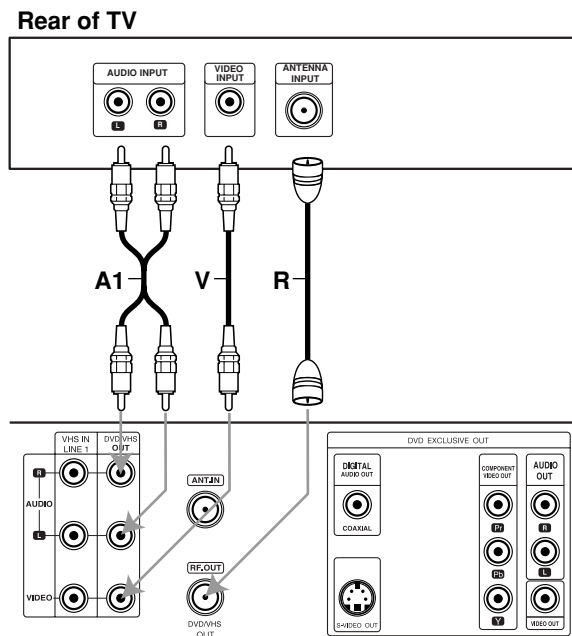 Rear of TV
AUDIO INPUT
L
R
VIDEO
INPUT
ANTENNA
INPUT
A1
V
R
VHS IN
LINE 1
DVD/VHS
OUT
R
AUDIO
L
VIDEO
ANT.IN
RF.OUT
DVD/VHS
OUT
DVD EXCLUSIVE OUT
DIGITAL
AUDIO OUT
COAXIAL
S-VIDEO OUT
COMPONENT
VIDEO OUT
Pr
Pb
Y
AUDIO
OUT
R
L
VIDEO OUT